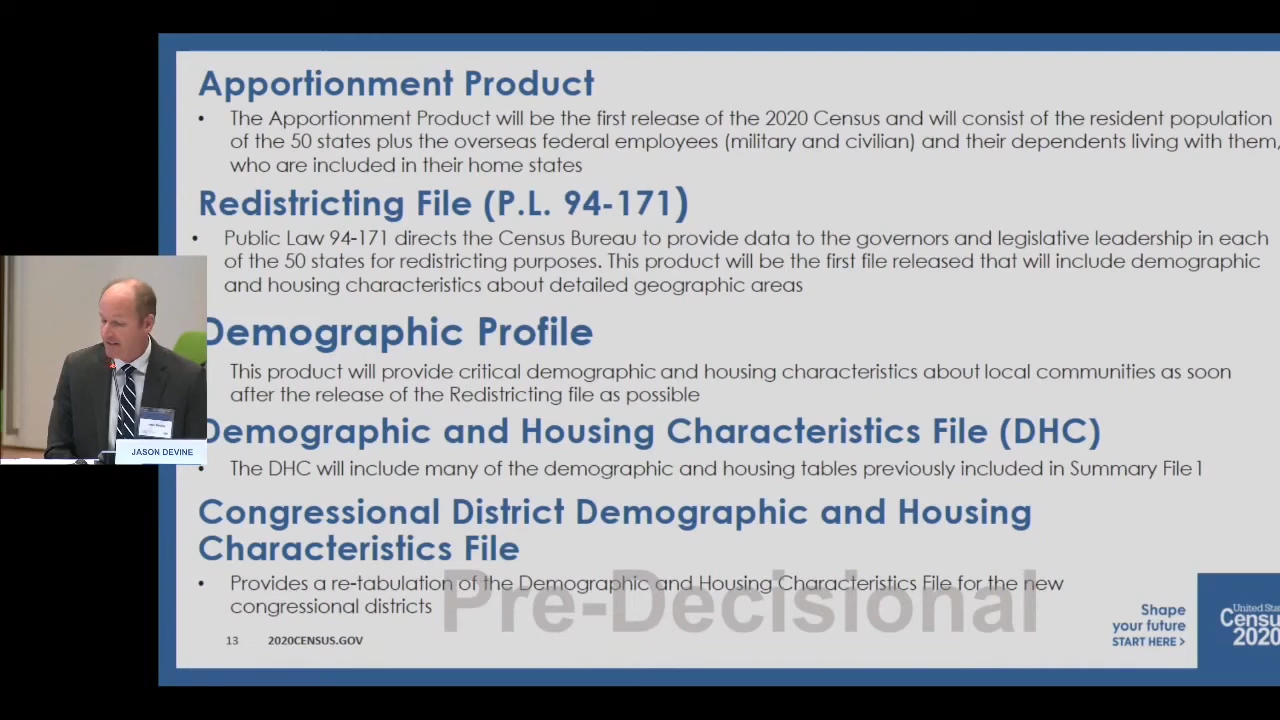 Apportionment Product
• The Apportionment Product will be the first release of the 2020 Census and will consist of the resident population
of the 50 states plus the overseas federal employees (military and civilian) and their dependents living with them,
who are included in their home states
Redistricting File (P.L. 94-171)
• Public Law 94-171 directs the Census Bureau to provide data to the governors and legislative leadership in each
of the 50 states for redistricting purposes. This product will be the first file released that will include demographic
and housing characteristics about detailed geographic areas
Demographic Profile
This product will provide critical demographic and housing characteristics about local communities as soon
after the release of the Redistricting file as possible
Demographic and Housing Characteristics File (DHC)
• The DHC will include many of the demographic and housing tables previously included in Summary File 1
Congressional District Demographic and Housing
Characteristics File
• Provides a re-tabulation of the Demographic and Housing Characteristics File for the new
congressional districts
Pre-Decisional
13 2020CENSUS.GOV
Shape
your future
START HERE >
United Sta
Censu
2020
JASON DEVINE